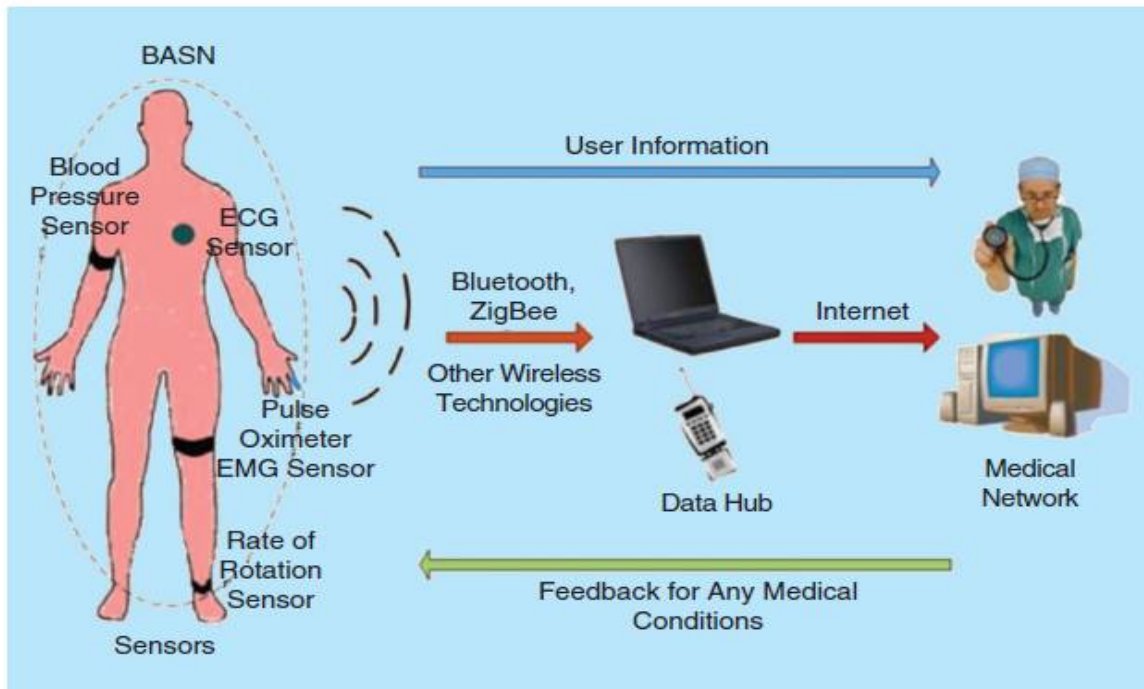 BASN
Blood
Pressure
Sensor
ECG
Sensor
Pulse
Oximeter
EMG Sensor
Rate of
Rotation
Sensor
Sensors
User Information
Bluetooth,
ZigBee
Other Wireless
Technologies
Internet
Data Hub
Medical
Network
Feedback for Any Medical
Conditions